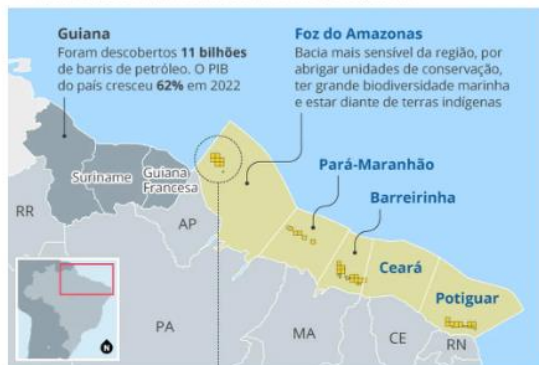 Guiana
Foram descobertos 11 bilhões
de barris de petróleo. O PIB
do país cresceu 62% em 2022
Foz do Amazonas
Bacia mais sensível da região, por
abrigar unidades de conservação,
ter grande biodiversidade marinha
e estar diante de terras indígenas
Pará-Maranhão
Barreirinha
Suriname
Guiana
Francesa
Ceará
Potiguar
RR
AP
PA
MA
CE
RN
N